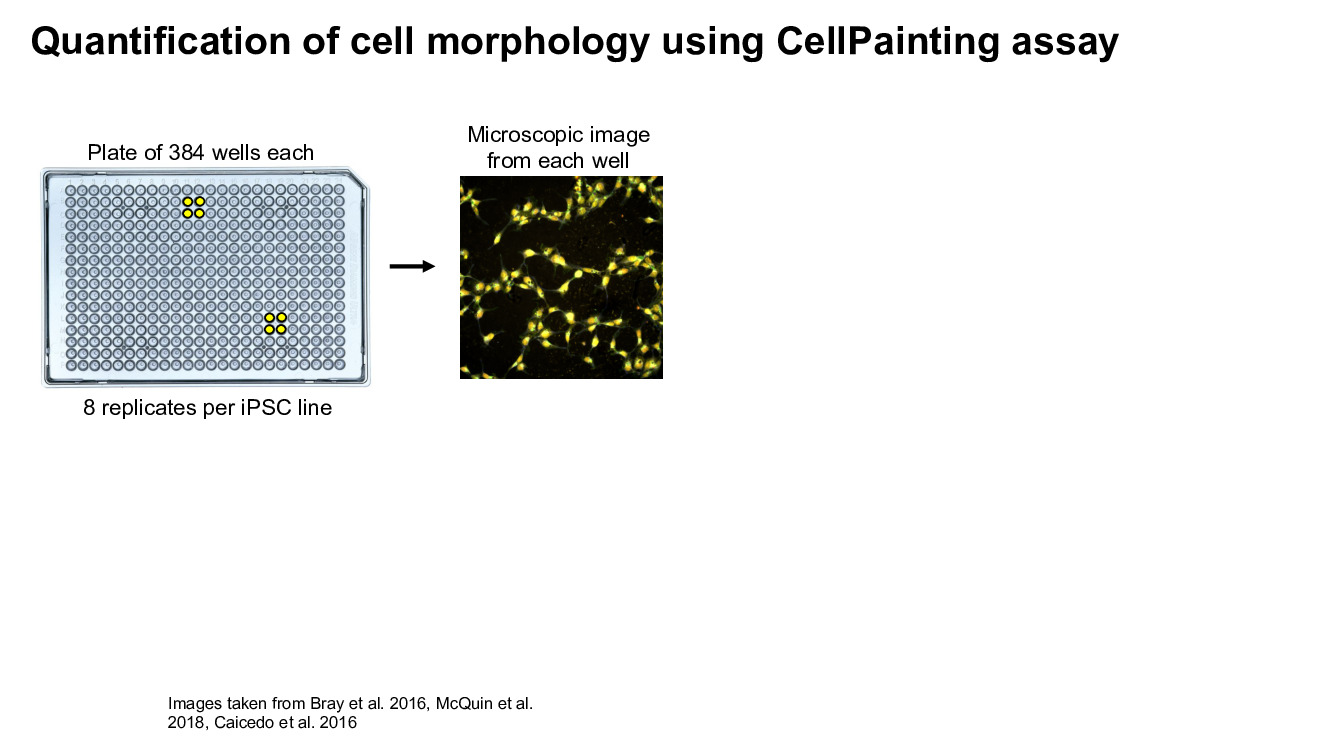 Quantification of cell morphology using CellPainting assay
Plate of 384 wells each
Microscopic image
from each well
8 replicates per iPSC line
Images taken from Bray et al. 2016, McQuin et al.
2018, Caicedo et al. 2016